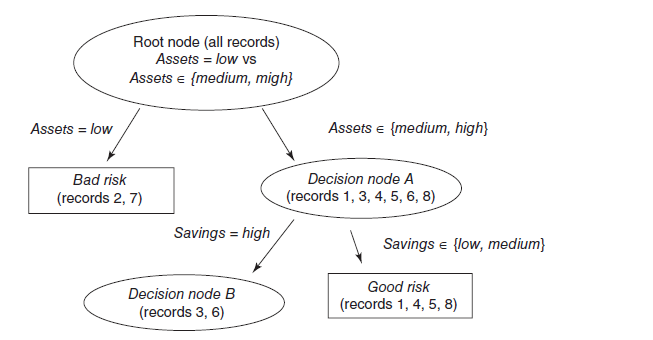 Root node (all records)
Assets = low vs
Assets ∈ {medium, migh}
Assets = low
Assets ∈ {medium, high}
Bad risk
(records 2, 7)
Decision node A
(records 1, 3, 4, 5, 6, 8)
Savings = high
Savings ∈ {low, medium}
Decision node B
(records 3, 6)
Good risk
(records 1, 4, 5, 8)